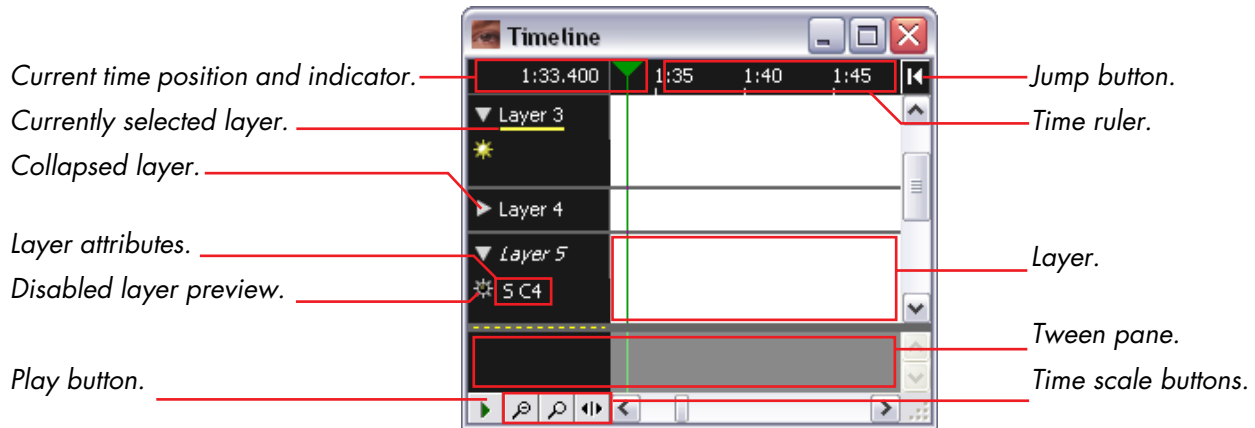 Timeline
Current time position and indicator.
1:33.400
1:35
1:40
1:45
Jump button.
Currently selected layer.
Layer 3
Time ruler.
Collapsed layer.
Layer 4
Layer attributes.
Layer 5
Layer.
Disabled layer preview.
S C4
Tween pane.
Play button.
Time scale buttons.